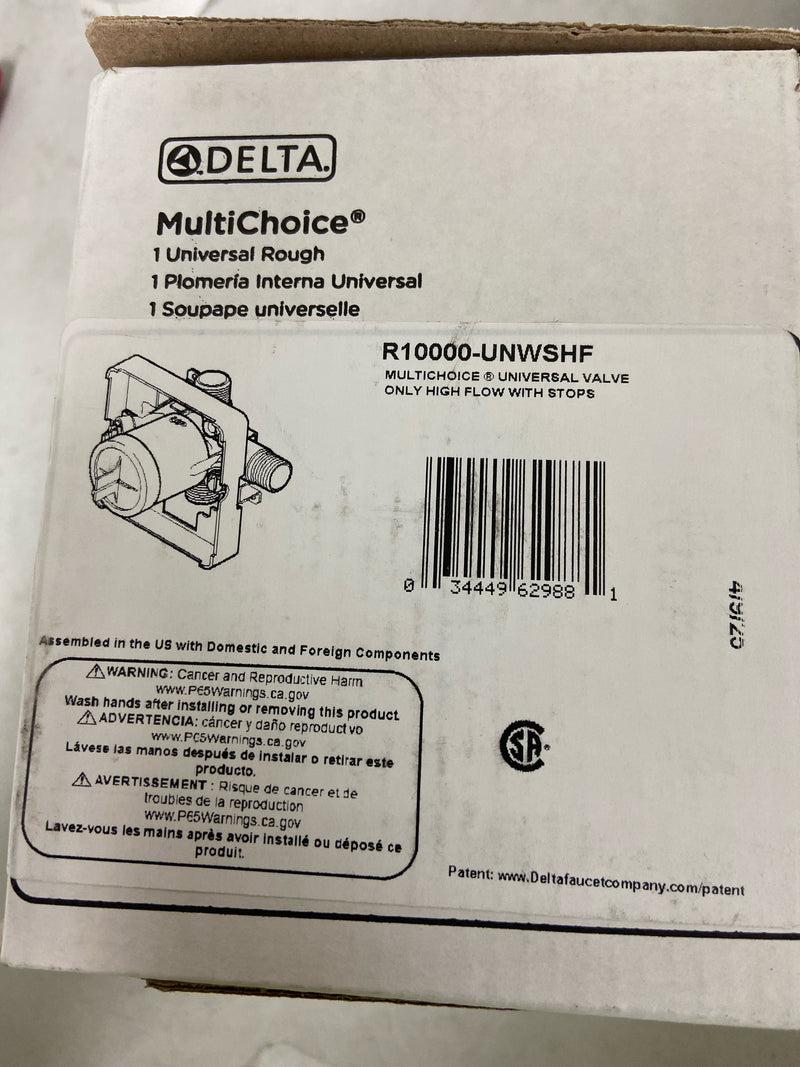 DELTA.
MultiChoice®
1 Universal Rough
1 Plomería Interna Universal
1 Soupape universelle
R10000-UNWSHF
MULTICHOICE ® UNIVERSAL VALVE
ONLY HIGH FLOW WITH STOPS
0 34449 62988 1
Assembled in the US with Domestic and Foreign Components
⚠WARNING: Cancer and Reproductive Harm
www.P65Warnings.ca.gov
Wash hands after installing or removing this product.
⚠ADVERTENCIA: cáncer y daño reproductivo
www.P65Warnings.ca.gov
Lávese las manos después de instalar o retirar este
producto.
⚠ AVERTISSEMENT : Risque de cancer et de
troubles de la reproduction
www.P65Warnings.ca.gov
Lavez-vous les mains après avoir installé ou déposé ce
produit.
SA®
Patent: www.Deltafaucetcompany.com/patent